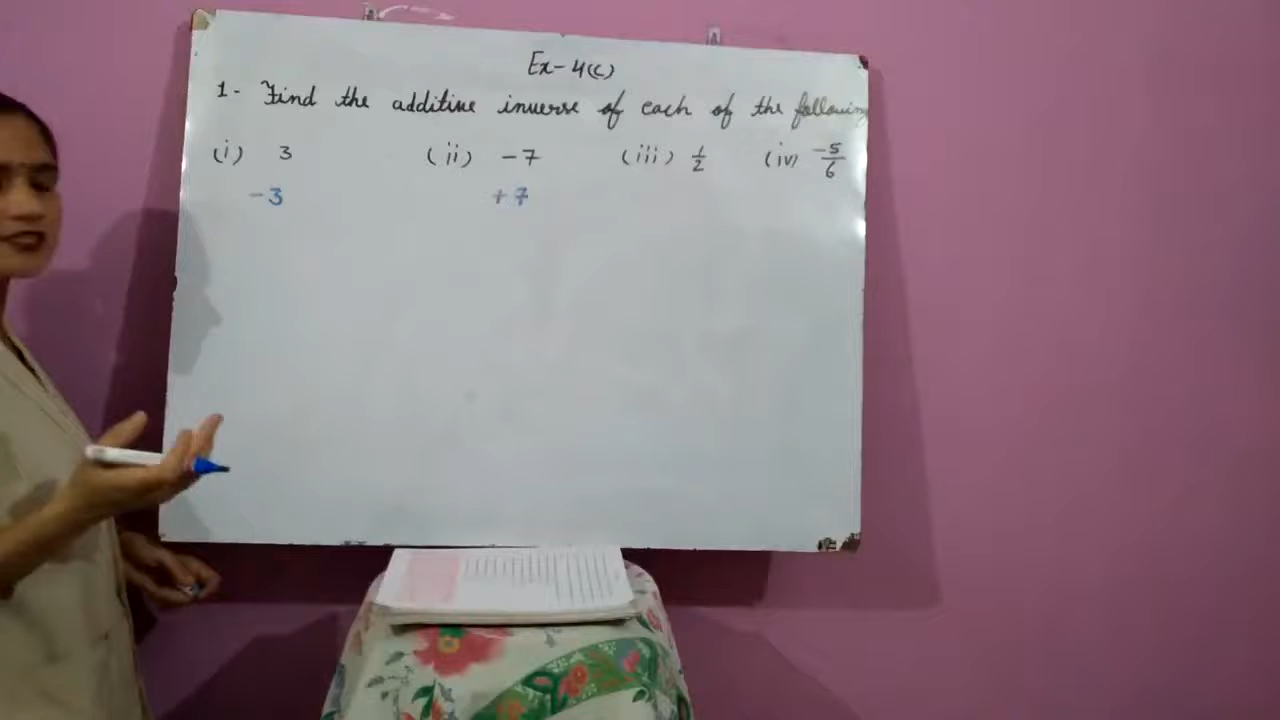 Ex-4(c)
1- Find the additive inverse of each of the following
(i) 3 (ii) -7 (iii) 1/2 (iv) -5/6
-3 +7